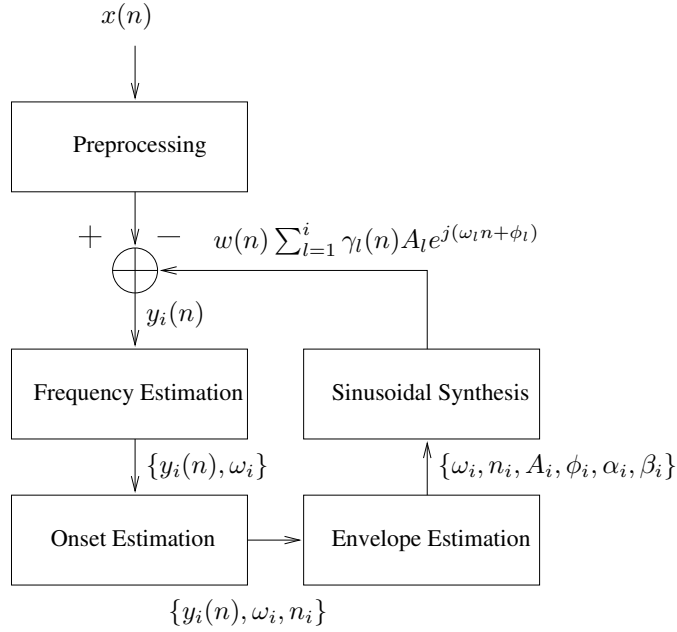 x(n)
Preprocessing
+ −
w(n) ∑_{l=1}^{i} γ_l(n)A_l e^{j(ω_l n+φ_l)}
y_i(n)
Frequency Estimation
Sinusoidal Synthesis
{y_i(n), ω_i}
{ω_i, n_i, A_i, φ_i, α_i, β_i}
Onset Estimation
Envelope Estimation
{y_i(n), ω_i, n_i}